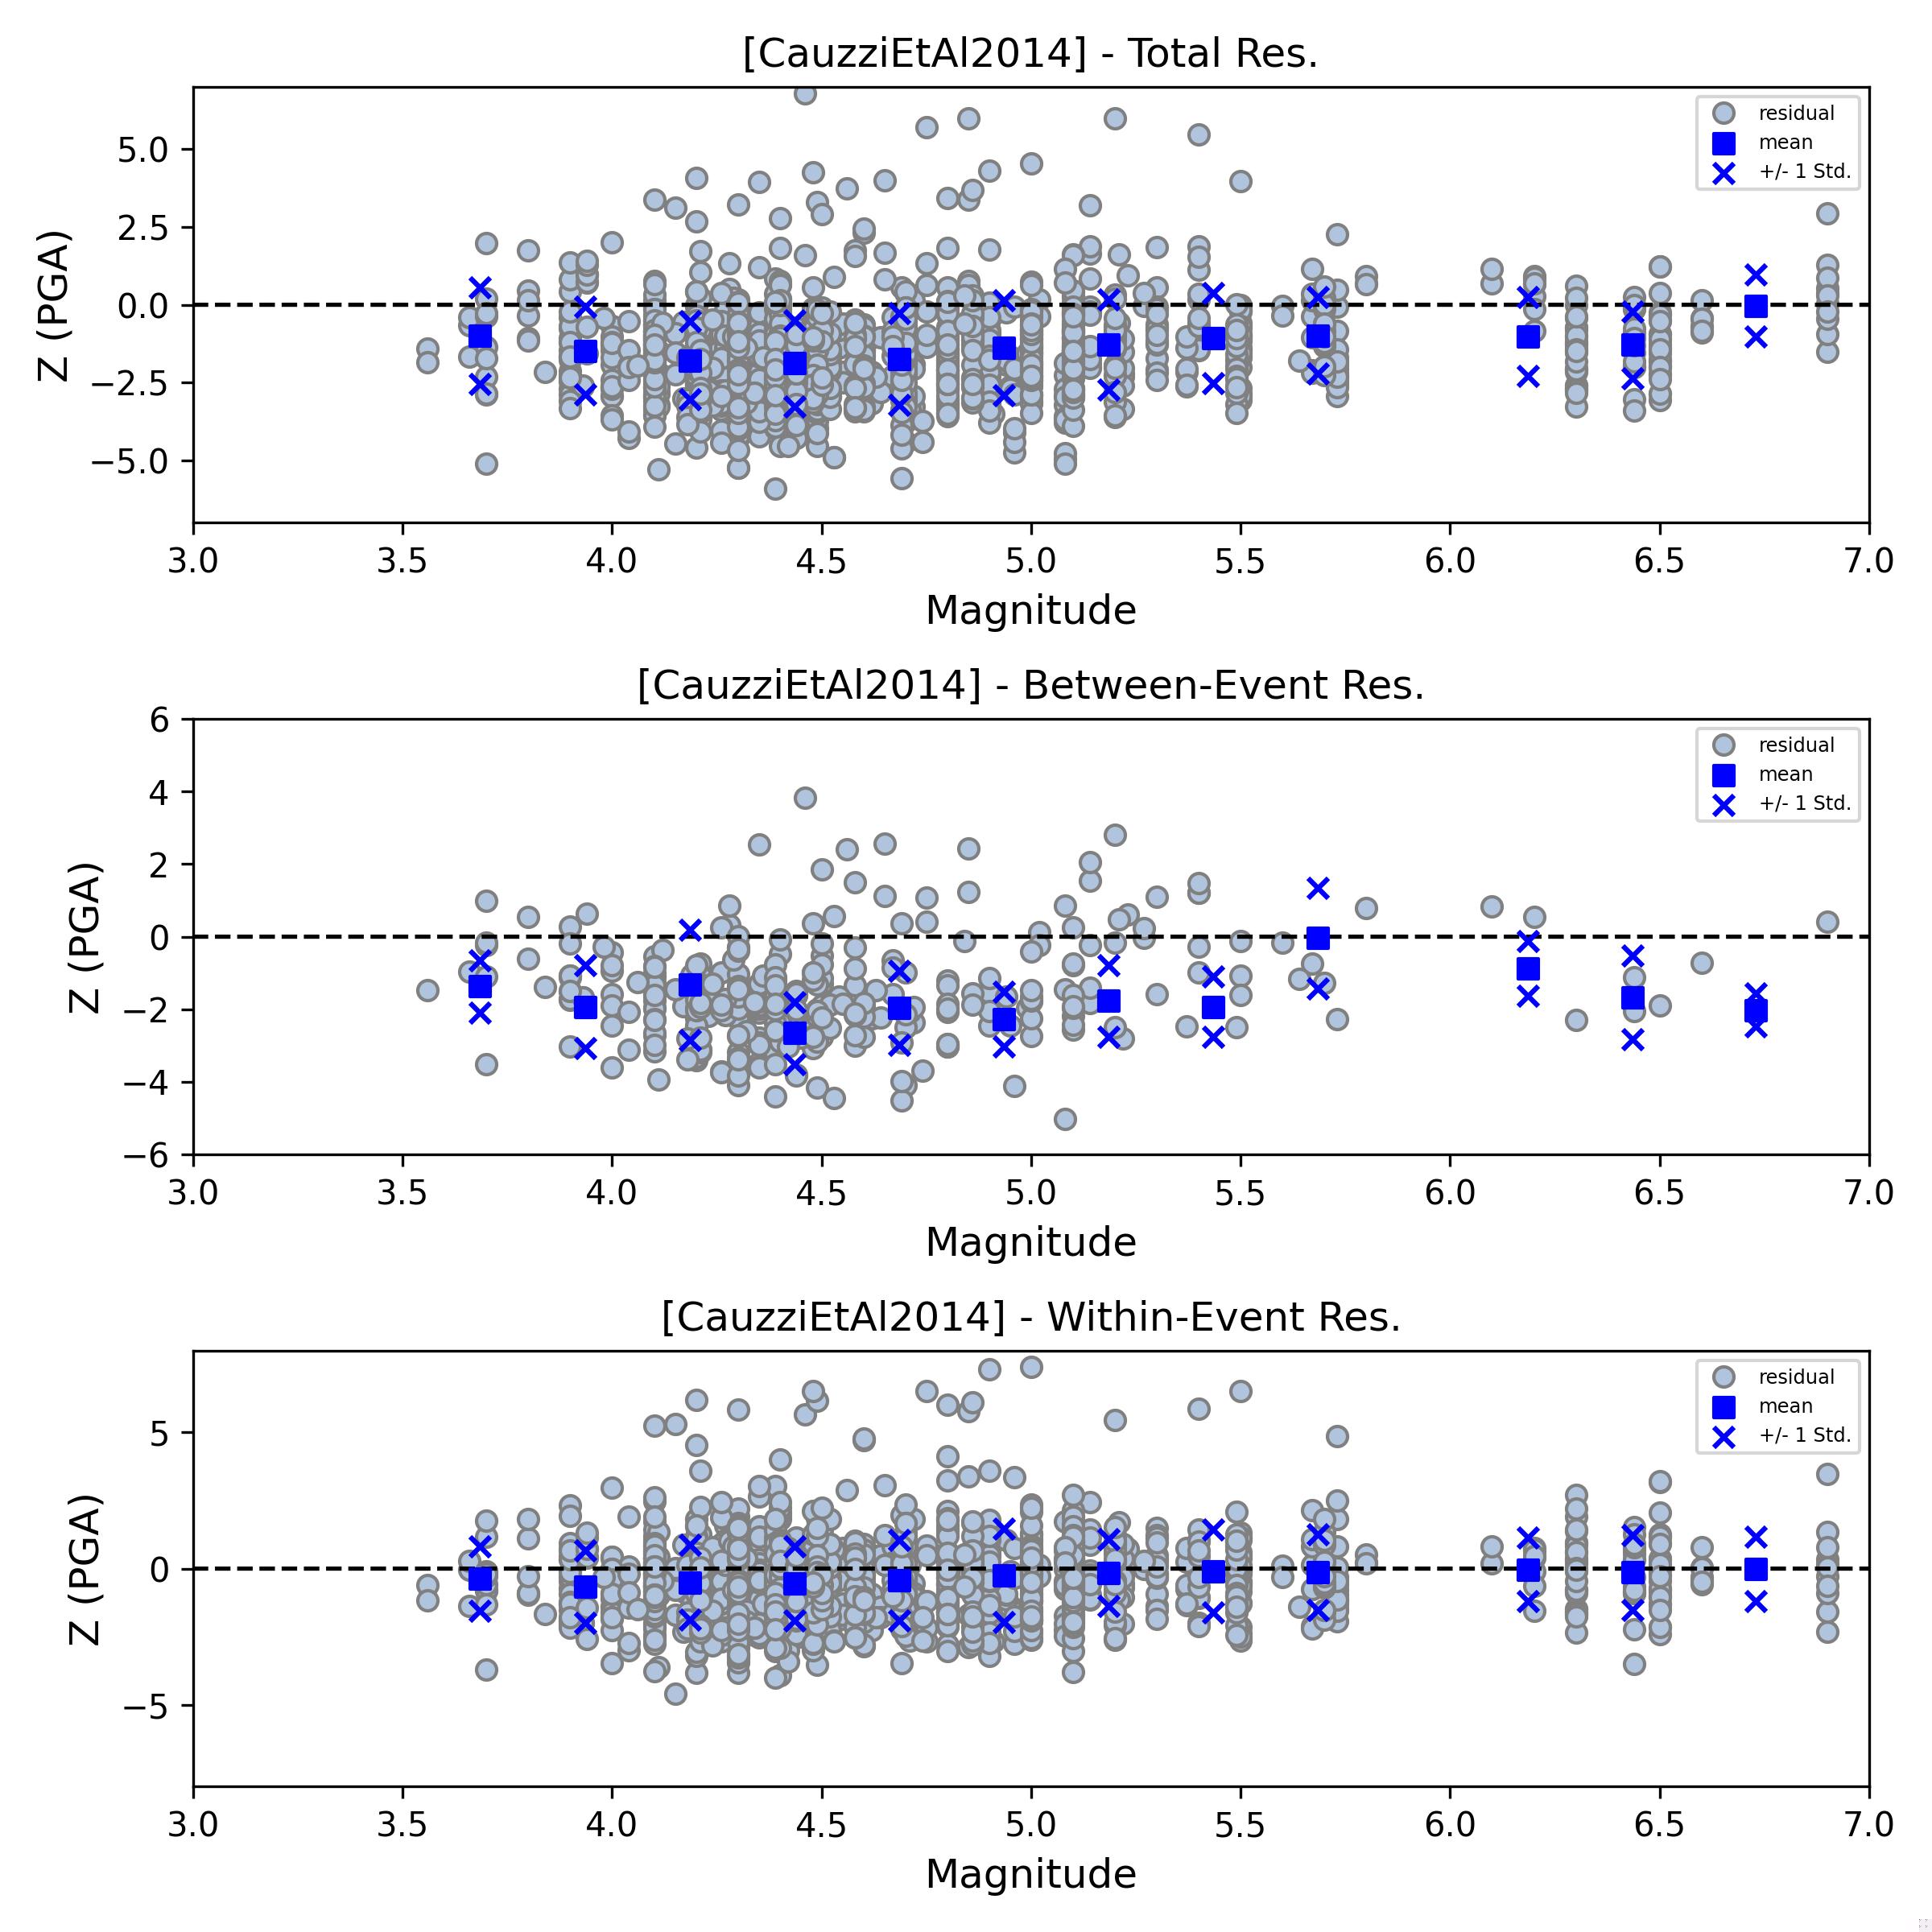 [CauzziEtAl2014] - Total Res.
residual
mean
+/- 1 Std.
Z (PGA)
5.0
2.5
0.0
−2.5
−5.0
3.0 3.5 4.0 4.5 5.0 5.5 6.0 6.5 7.0
Magnitude
[CauzziEtAl2014] - Between-Event Res.
residual
mean
+/- 1 Std.
Z (PGA)
6
4
2
0
−2
−4
−6
3.0 3.5 4.0 4.5 5.0 5.5 6.0 6.5 7.0
Magnitude
[CauzziEtAl2014] - Within-Event Res.
residual
mean
+/- 1 Std.
Z (PGA)
5
0
−5
3.0 3.5 4.0 4.5 5.0 5.5 6.0 6.5 7.0
Magnitude